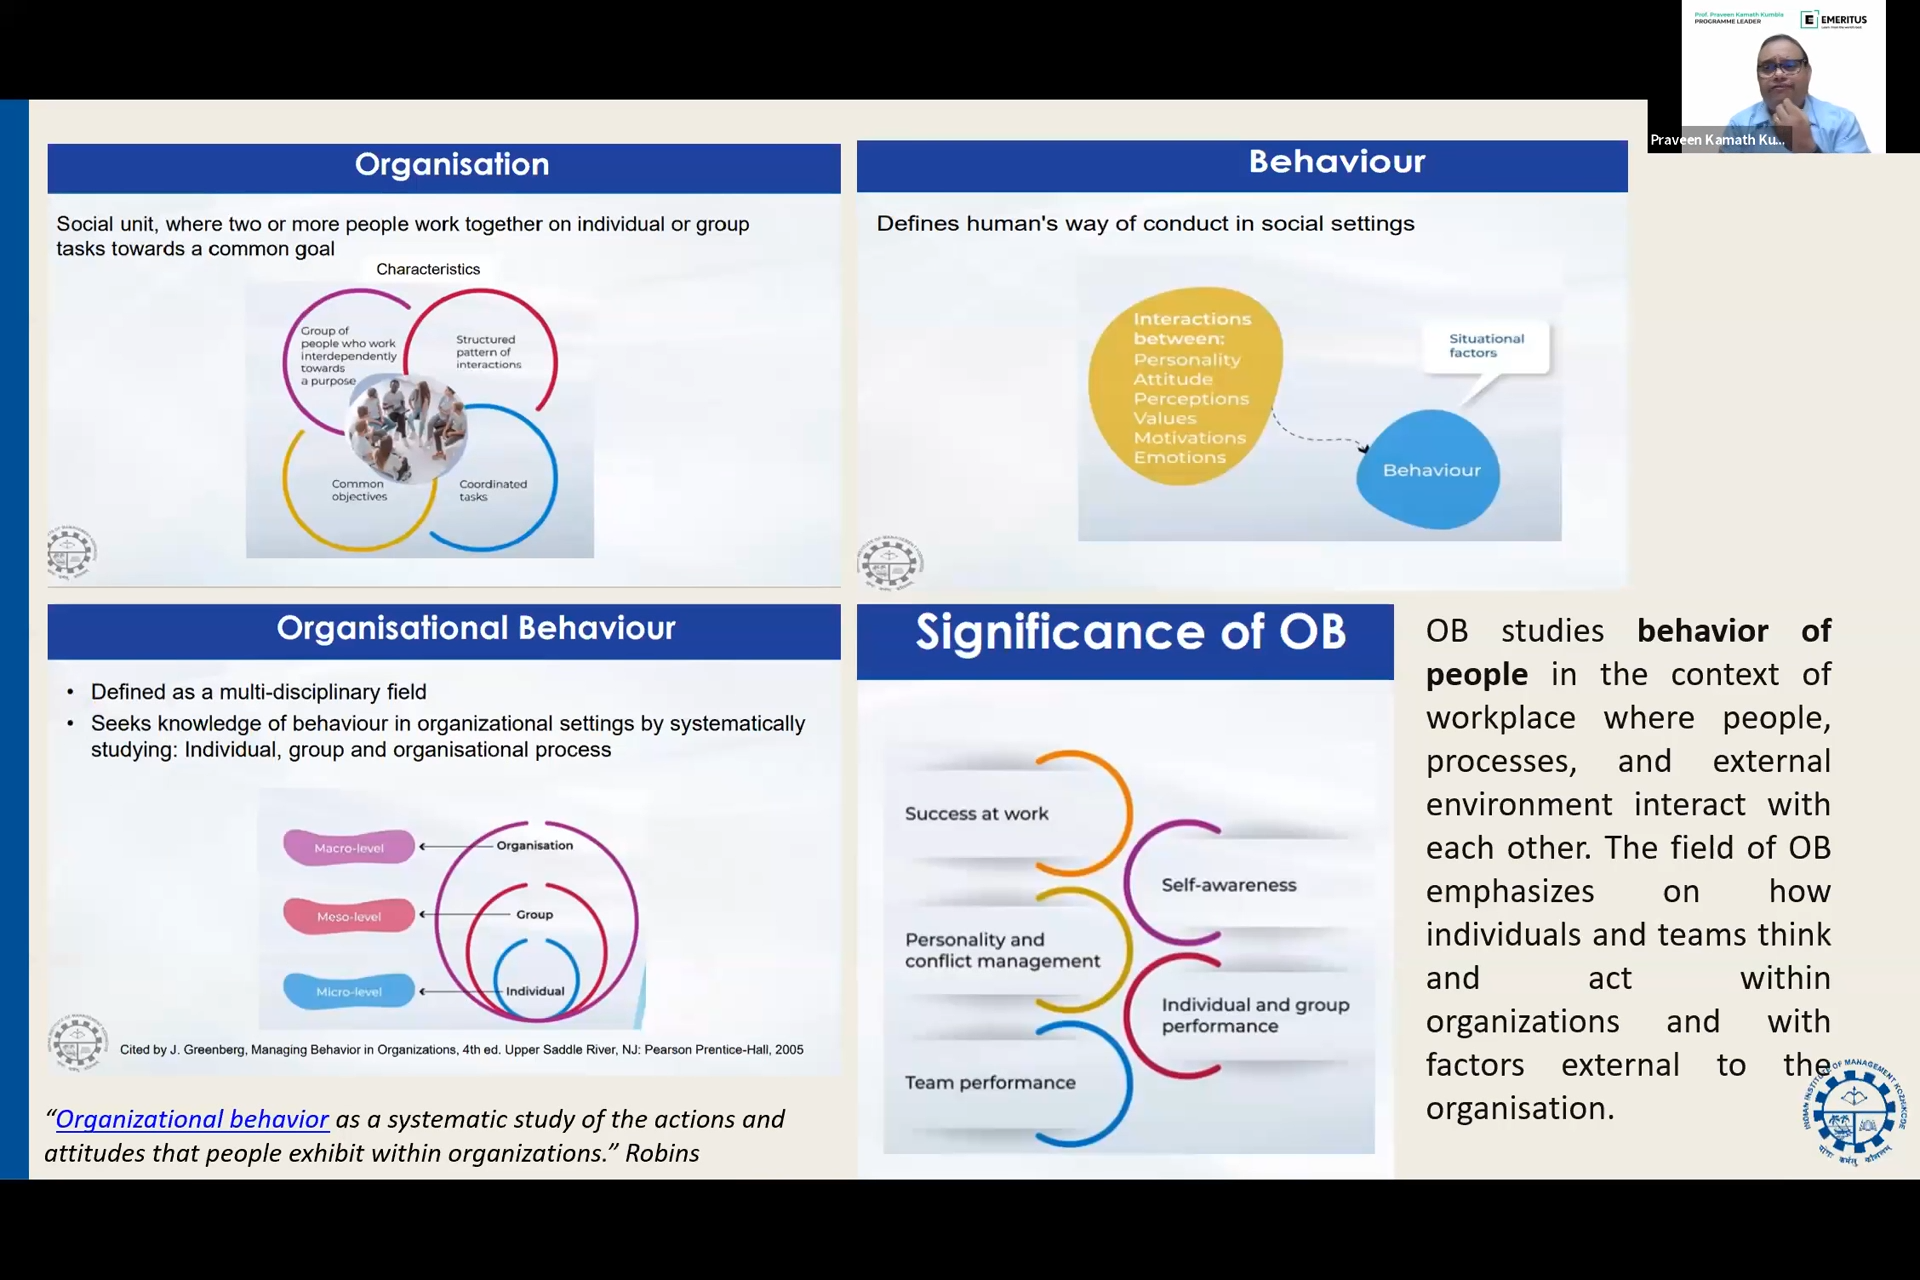 Prof. Praveen Kamath Kumbla
PROGRAMME LEADER
EMERITUS
Praveen Kamath Ku...
Organisation
Social unit, where two or more people work together on individual or group
tasks towards a common goal
Characteristics
Group of
people who work
interdependently
towards
a purpose
Structured
pattern of
interactions
Common
objectives
Coordinated
tasks
Behaviour
Defines human's way of conduct in social settings
Interactions
between:
Personality
Attitude
Perceptions
Values
Motivations
Emotions
Situational
factors
Behaviour
Organisational Behaviour
• Defined as a multi-disciplinary field
• Seeks knowledge of behaviour in organizational settings by systematically
studying: Individual, group and organisational process
Macro-level
Organisation
Meso-level
Group
Micro-level
Individual
Cited by J. Greenberg, Managing Behavior in Organizations, 4th ed. Upper Saddle River, NJ: Pearson Prentice-Hall, 2005
“Organizational behavior as a systematic study of the actions and
attitudes that people exhibit within organizations.” Robins
Significance of OB
Success at work
Self-awareness
Personality and
conflict management
Individual and group
performance
Team performance
OB studies behavior of
people in the context of
workplace where people,
processes, and external
environment interact with
each other. The field of OB
emphasizes on how
individuals and teams think
and act within
organizations and with
factors external to the
organisation.
INDIAN INSTITUTE OF MANAGEMENT KOZHIKODE
योगः कर्मसु कौशलम्